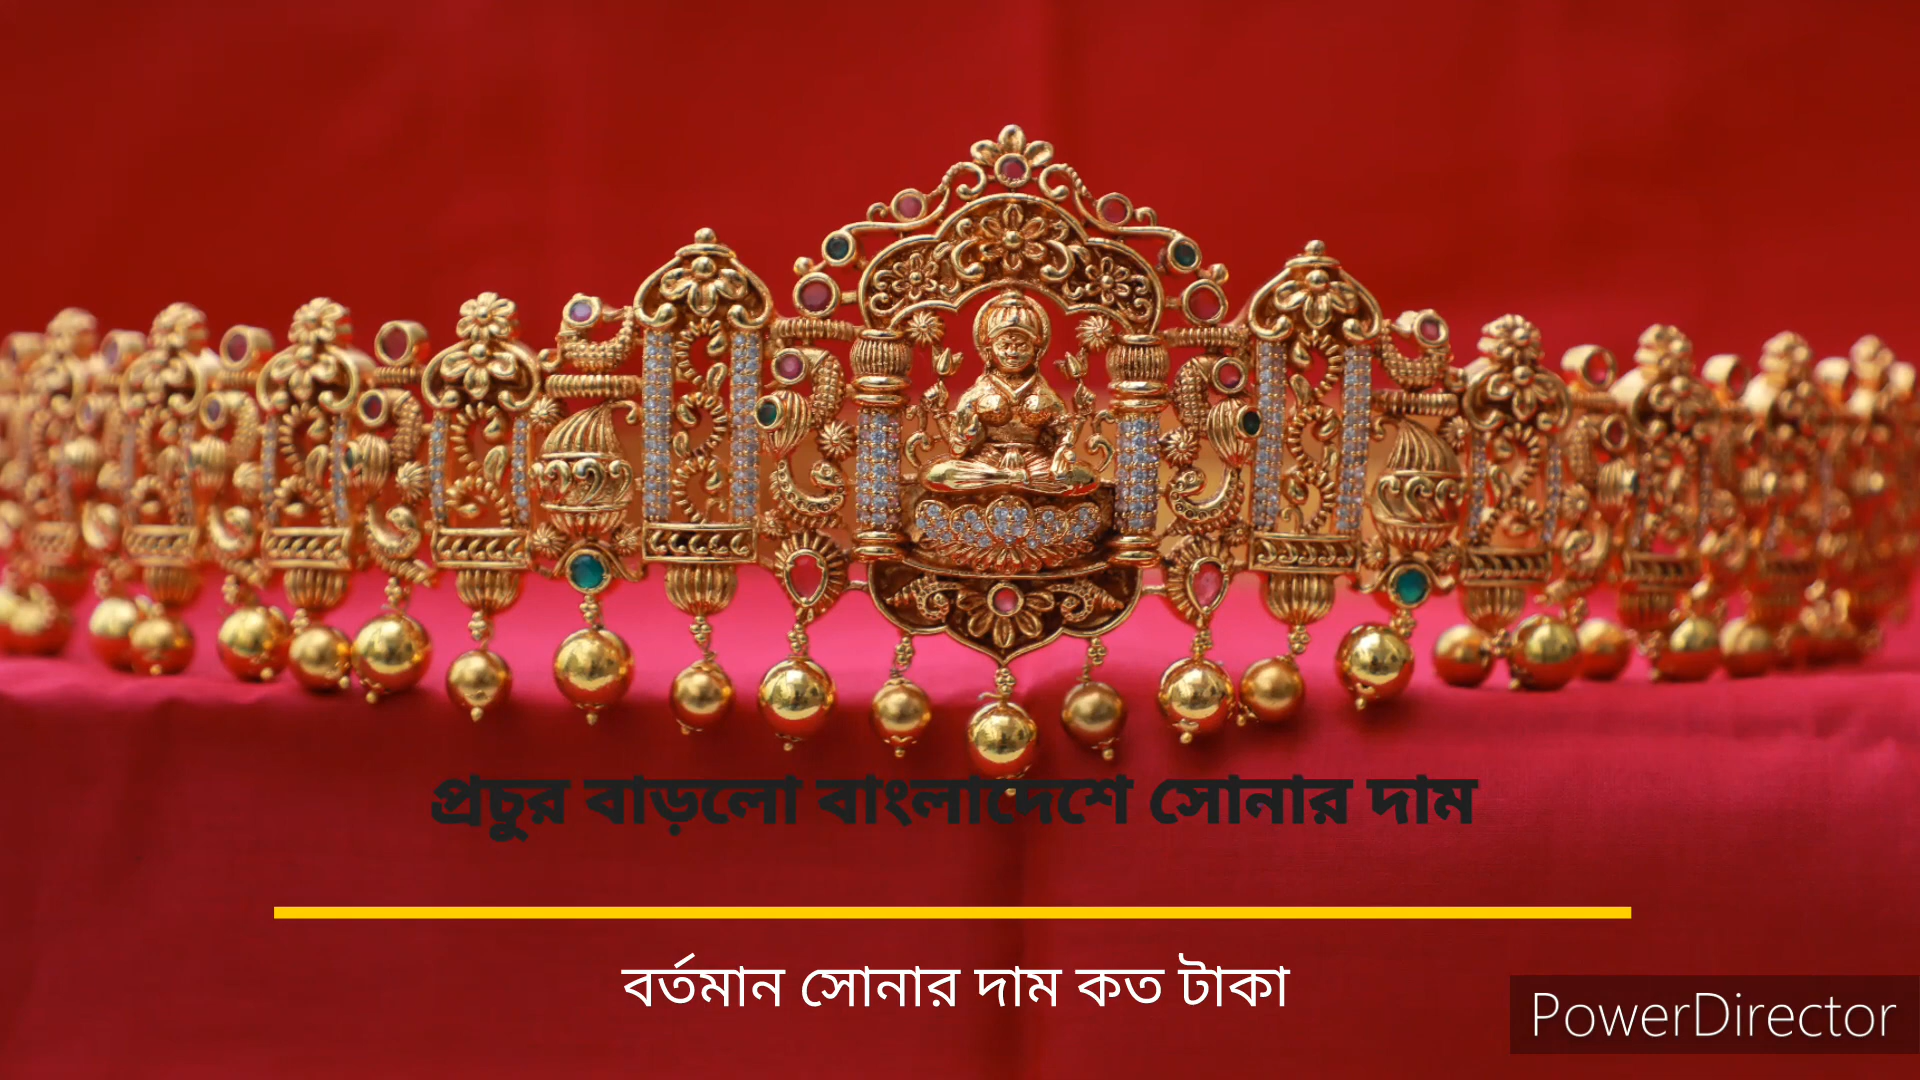 প্রচুর বাড়লো বাংলাদেশে সোনার দাম
বর্তমান সোনার দাম কত টাকা
PowerDirector